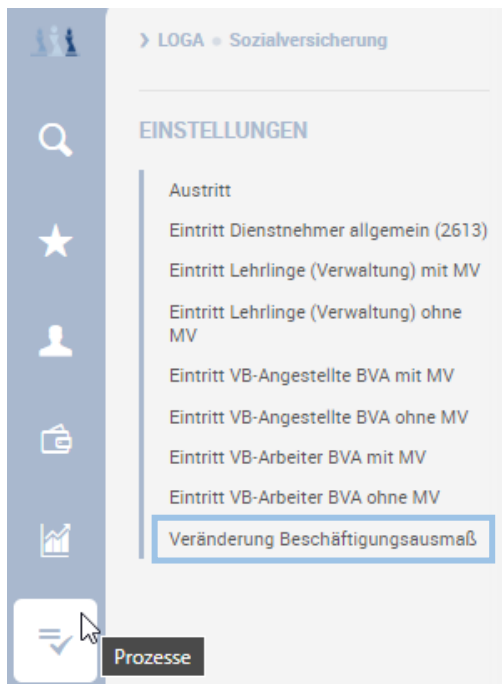 ❯ LOGA • Sozialversicherung
EINSTELLUNGEN
Austritt
Eintritt Dienstnehmer allgemein (2613)
Eintritt Lehrlinge (Verwaltung) mit MV
Eintritt Lehrlinge (Verwaltung) ohne
MV
Eintritt VB-Angestellte BVA mit MV
Eintritt VB-Angestellte BVA ohne MV
Eintritt VB-Arbeiter BVA mit MV
Eintritt VB-Arbeiter BVA ohne MV
Veränderung Beschäftigungsausmaß
Prozesse